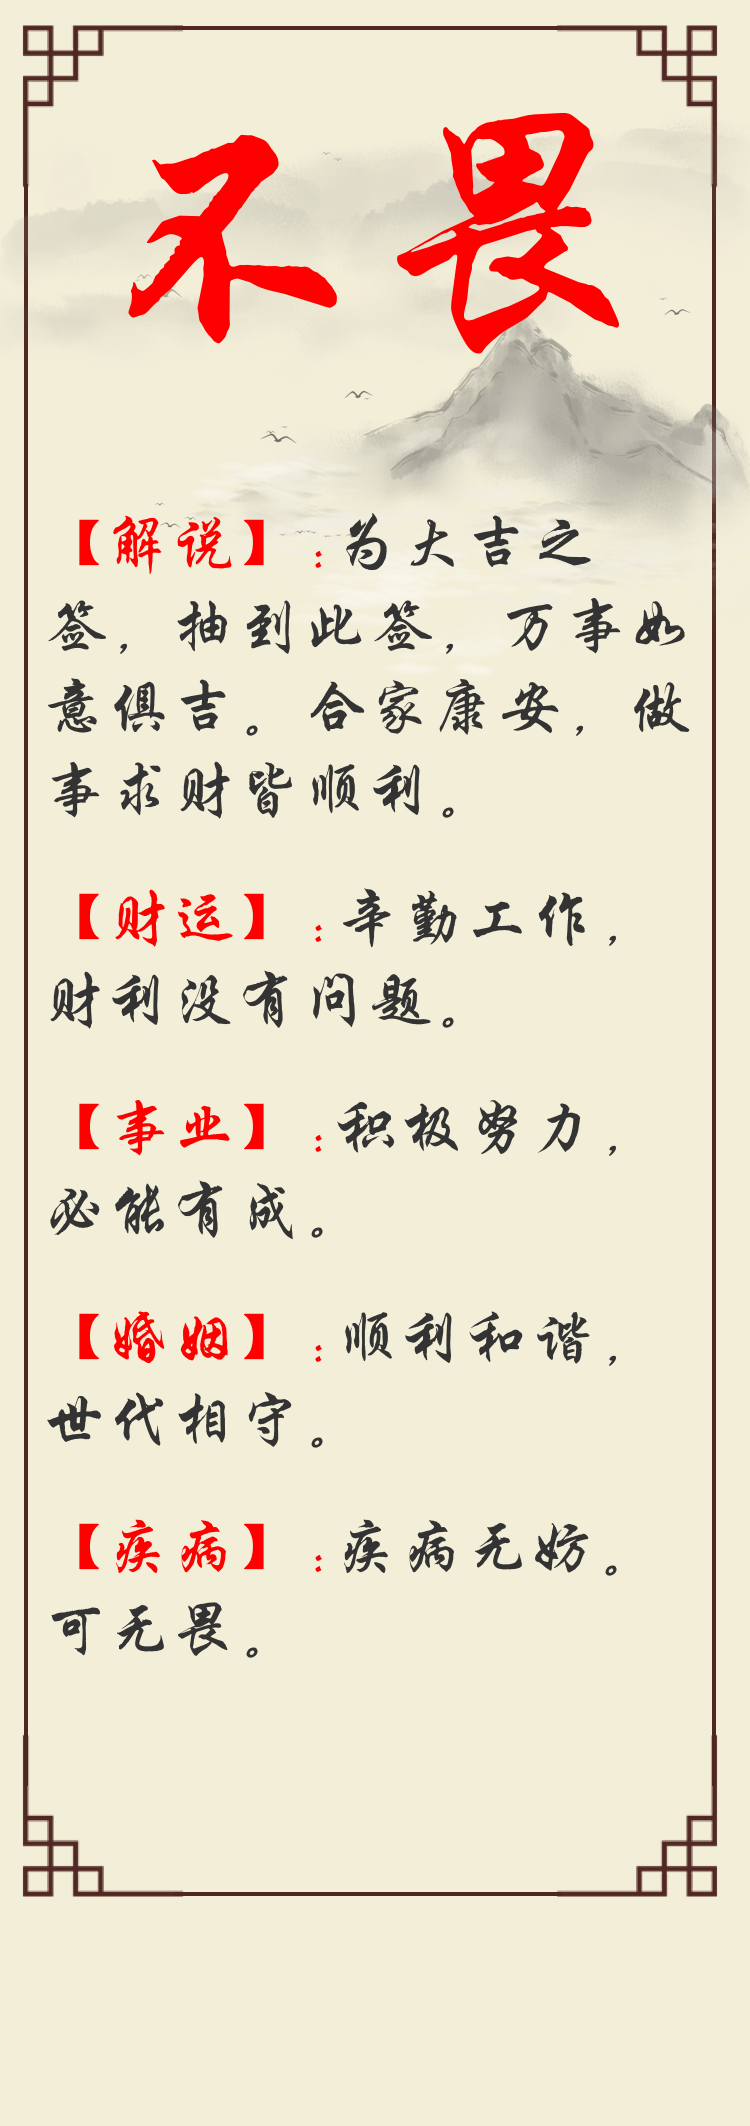 不畏
【解说】：为大吉之
签，抽到此签，万事如
意俱吉。合家康安，做
事求财皆顺利。
【财运】：辛勤工作，
财利没有问题。
【事业】：积极努力，
必能有成。
【婚姻】：顺利和谐，
世代相守。
【疾病】：疾病无妨。
可无畏。